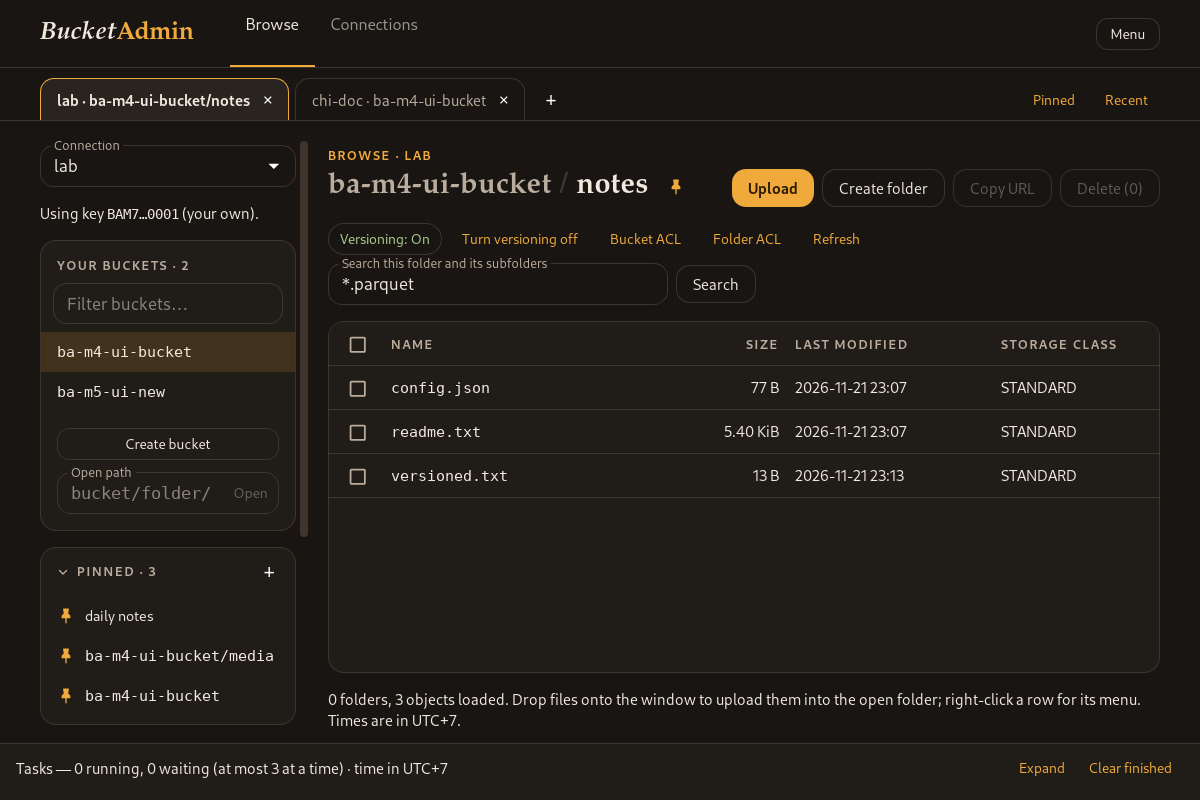 BucketAdmin
Browse
Connections
Menu
lab · ba-m4-ui-bucket/notes ×
chi-doc · ba-m4-ui-bucket ×
+
Pinned
Recent
Connection
lab
Using key BAM7…0001 (your own).
YOUR BUCKETS · 2
Filter buckets…
ba-m4-ui-bucket
ba-m5-ui-new
Create bucket
Open path
bucket/folder/ Open
PINNED · 3 +
daily notes
ba-m4-ui-bucket/media
ba-m4-ui-bucket
BROWSE · LAB
ba-m4-ui-bucket / notes
Upload
Create folder
Copy URL
Delete (0)
Versioning: On
Turn versioning off
Bucket ACL
Folder ACL
Refresh
Search this folder and its subfolders
*.parquet
Search
NAME SIZE LAST MODIFIED STORAGE CLASS
config.json 77 B 2026-11-21 23:07 STANDARD
readme.txt 5.40 KiB 2026-11-21 23:07 STANDARD
versioned.txt 13 B 2026-11-21 23:13 STANDARD
0 folders, 3 objects loaded. Drop files onto the window to upload them into the open folder; right-click a row for its menu.
Times are in UTC+7.
Tasks — 0 running, 0 waiting (at most 3 at a time) · time in UTC+7
Expand
Clear finished